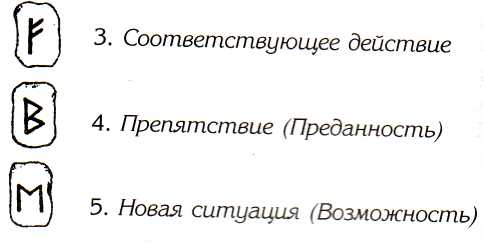 ᚠ 3. Соответствующее действие
ᛒ 4. Препятствие (Преданность)
ᛖ 5. Новая ситуация (Возможность)